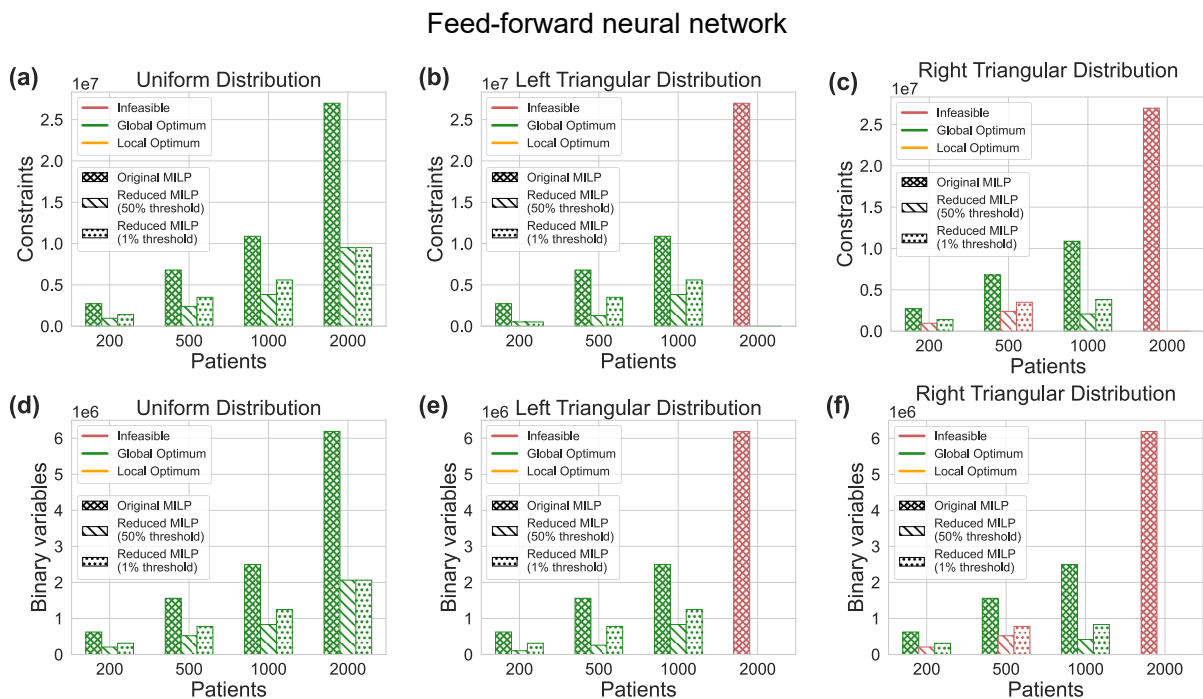 Feed-forward neural network
(a)
Uniform Distribution
1e7
Infeasible
Global Optimum
Local Optimum
Original MILP
Reduced MILP
(50% threshold)
Reduced MILP
(1% threshold)
Constraints
2.5
2.0
1.5
1.0
0.5
0.0
200 500 1000 2000
Patients
(b)
Left Triangular Distribution
1e7
Infeasible
Global Optimum
Local Optimum
Original MILP
Reduced MILP
(50% threshold)
Reduced MILP
(1% threshold)
Constraints
2.5
2.0
1.5
1.0
0.5
0.0
200 500 1000 2000
Patients
(c)
Right Triangular Distribution
1e7
Infeasible
Global Optimum
Local Optimum
Original MILP
Reduced MILP
(50% threshold)
Reduced MILP
(1% threshold)
Constraints
2.5
2.0
1.5
1.0
0.5
0.0
200 500 1000 2000
Patients
(d)
Uniform Distribution
1e6
Infeasible
Global Optimum
Local Optimum
Original MILP
Reduced MILP
(50% threshold)
Reduced MILP
(1% threshold)
Binary variables
6
5
4
3
2
1
0
200 500 1000 2000
Patients
(e)
Left Triangular Distribution
1e6
Infeasible
Global Optimum
Local Optimum
Original MILP
Reduced MILP
(50% threshold)
Reduced MILP
(1% threshold)
Binary variables
6
5
4
3
2
1
0
200 500 1000 2000
Patients
(f)
Right Triangular Distribution
1e6
Infeasible
Global Optimum
Local Optimum
Original MILP
Reduced MILP
(50% threshold)
Reduced MILP
(1% threshold)
Binary variables
6
5
4
3
2
1
0
200 500 1000 2000
Patients